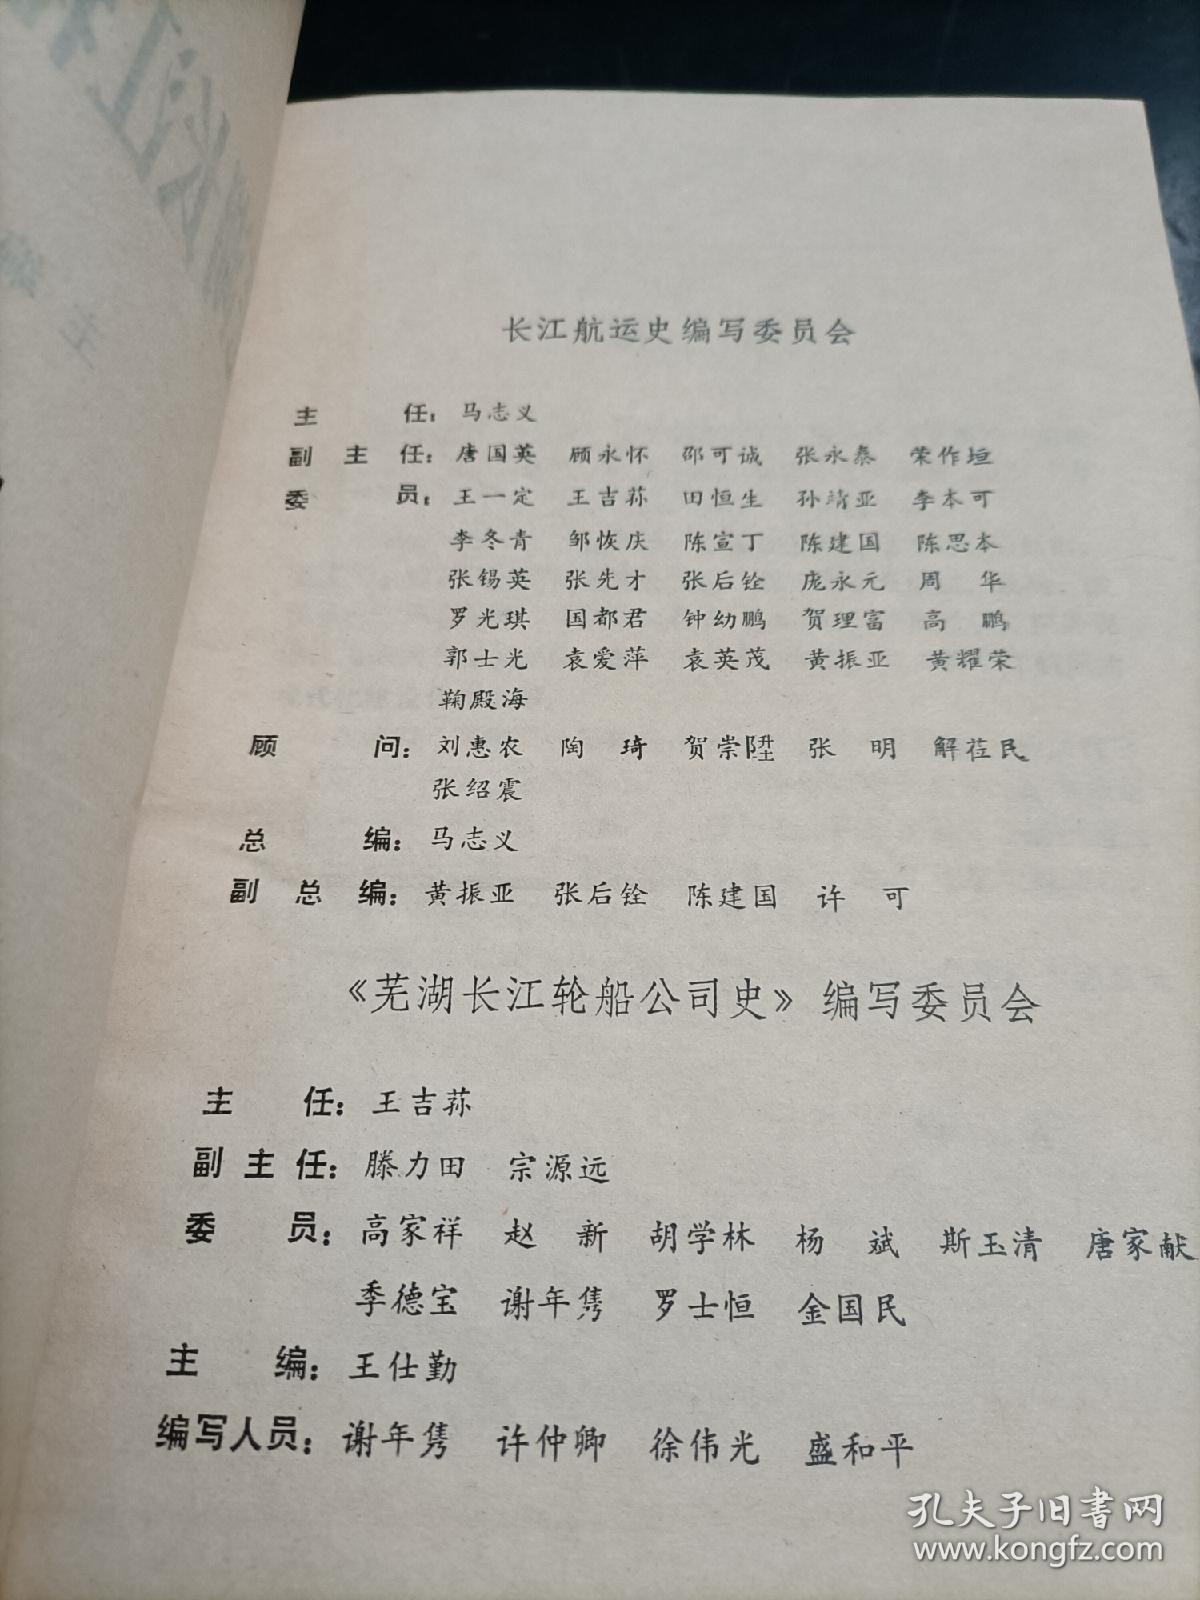 长江航运史编写委员会
主 任：马志义
副主任：唐国英 顾永怀 邵可诚 张永泰 荣作垣
委 员：王一定 王吉荪 田恒生 孙靖亚 李本可
李冬青 邹恢庆 陈宣丁 陈建国 陈思本
张锡英 张先才 张后铨 庞永元 周 华
罗光琪 国都君 钟幼鹏 贺理富 高 鹏
郭士光 袁爱萍 袁英茂 黄振亚 黄耀荣
鞠殿海
顾 问：刘惠农 陶 琦 贺崇陞 张 明 解莅民
张绍震
总 编：马志义
副总编：黄振亚 张后铨 陈建国 许 可
《芜湖长江轮船公司史》编写委员会
主 任：王吉荪
副主任：滕力田 宗源远
委 员：高家祥 赵 新 胡学林 杨 斌 斯玉清 唐家献
季德宝 谢年隽 罗士恒 金国民
主 编：王仕勤
编写人员：谢年隽 许仲卿 徐伟光 盛和平
孔夫子旧书网
www.kongfz.com